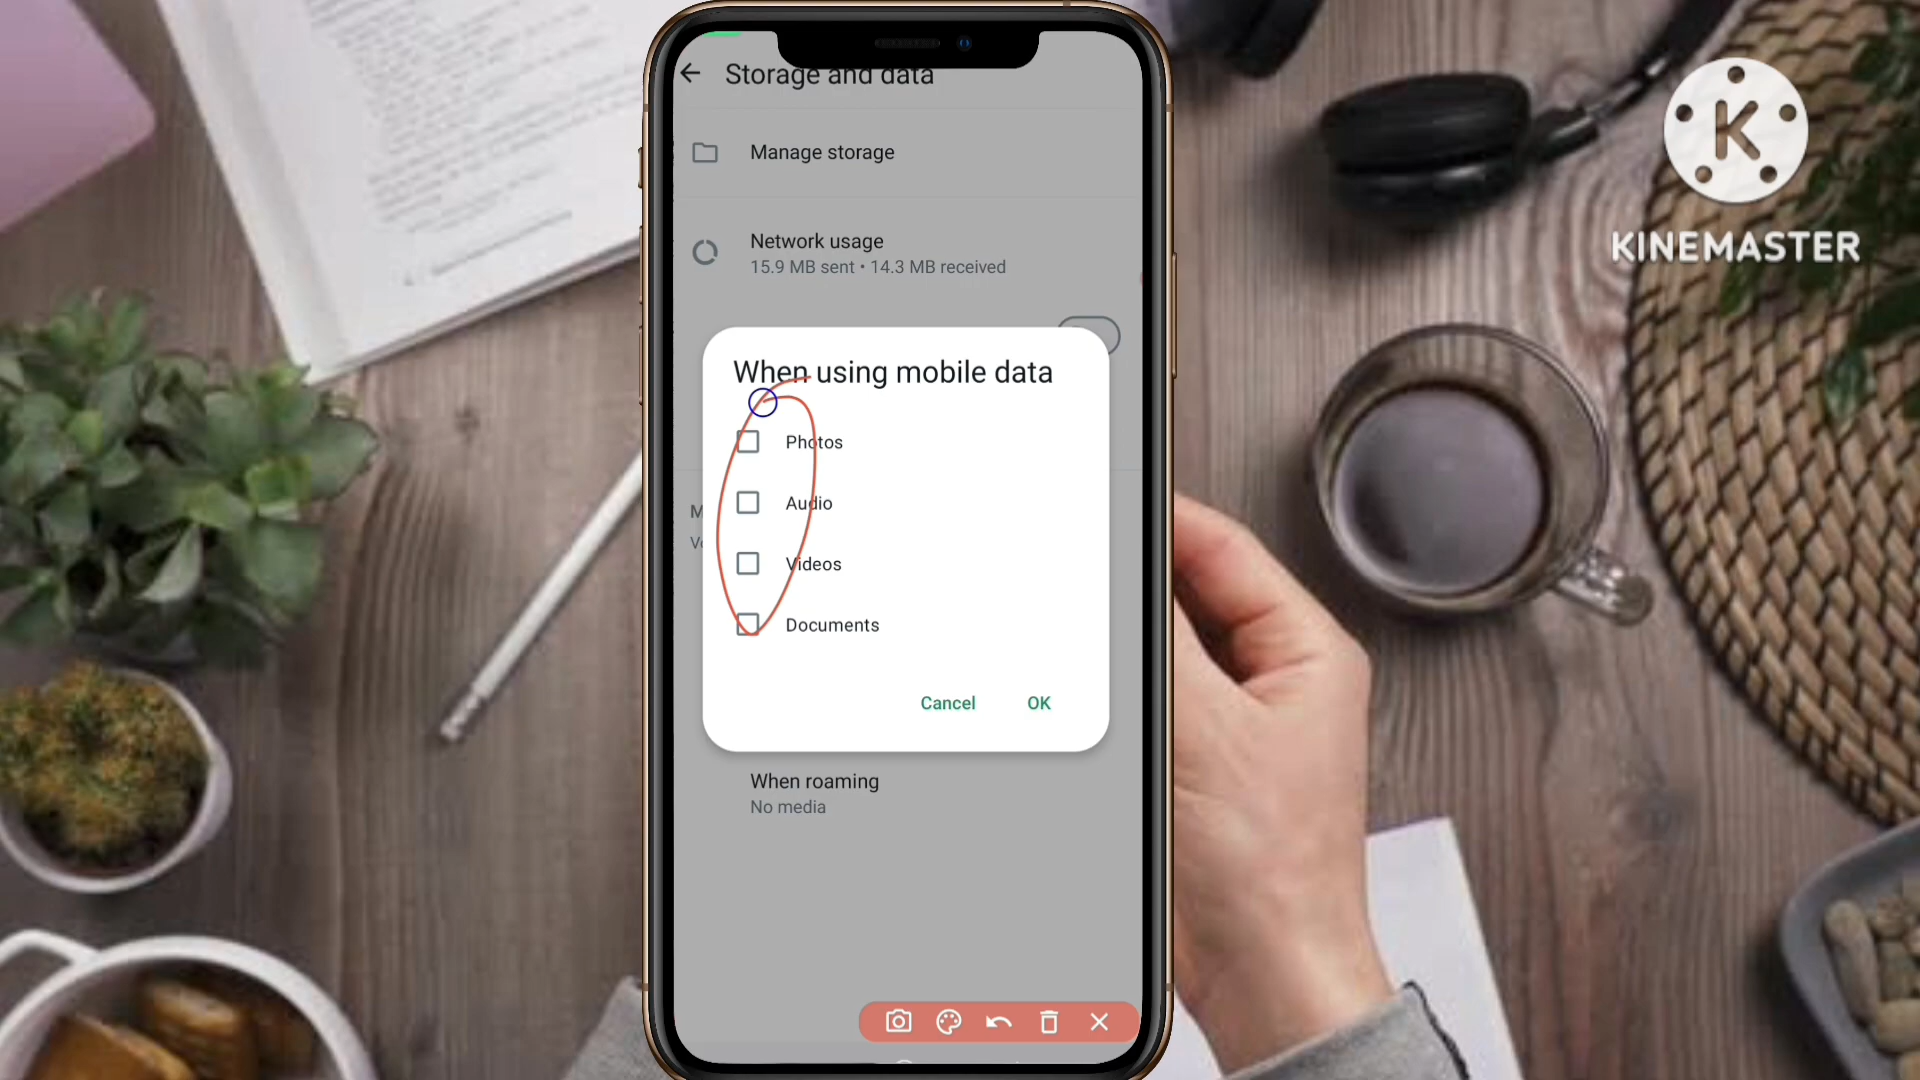 Storage and data
Manage storage
Network usage
15.9 MB sent • 14.3 MB received
When using mobile data
Photos
Audio
Videos
Documents
Cancel
OK
When roaming
No media
K
KINEMASTER